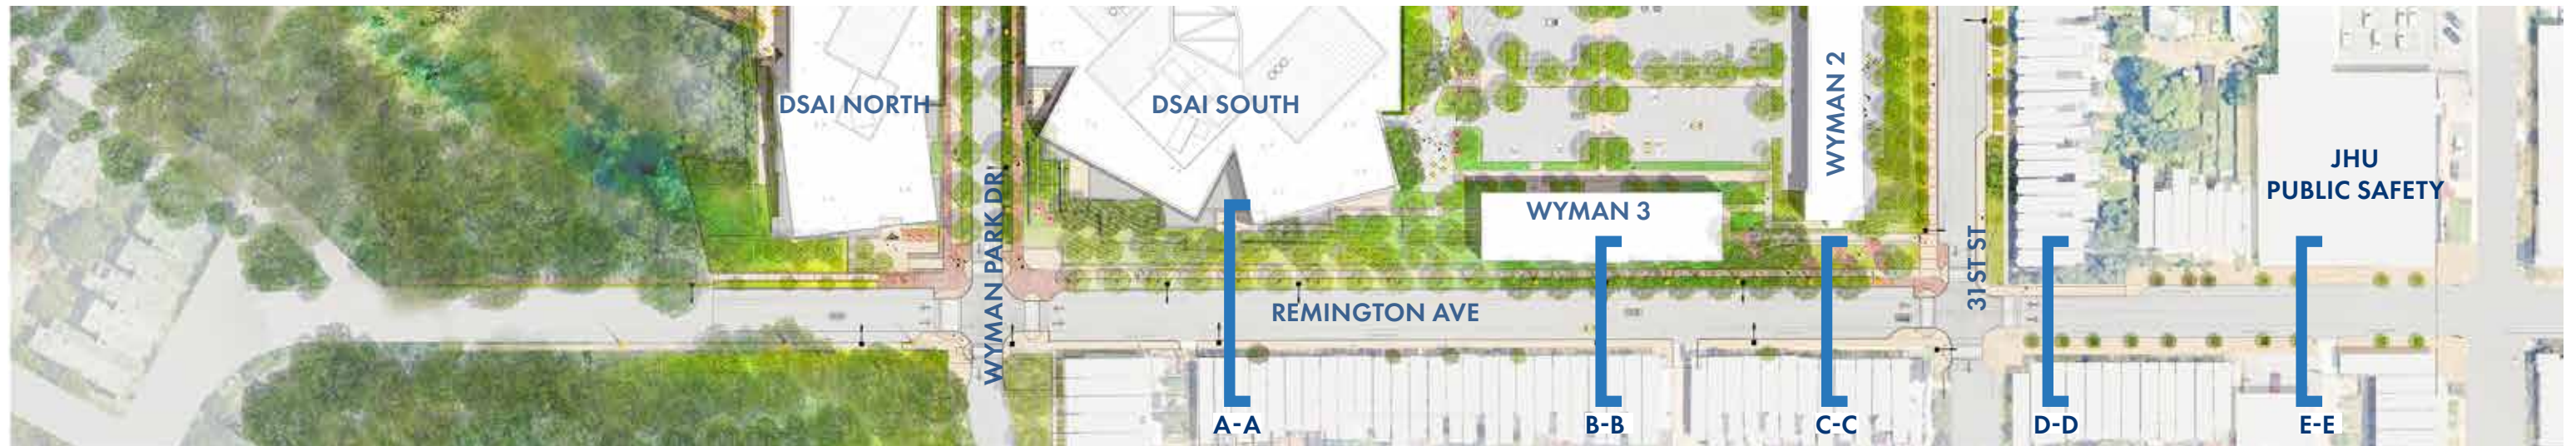 DSAI NORTH
WYMAN PARK DR
DSAI SOUTH
WYMAN 3
WYMAN 2
31ST ST
JHU
PUBLIC SAFETY
REMINGTON AVE
A-A
B-B
C-C
D-D
E-E